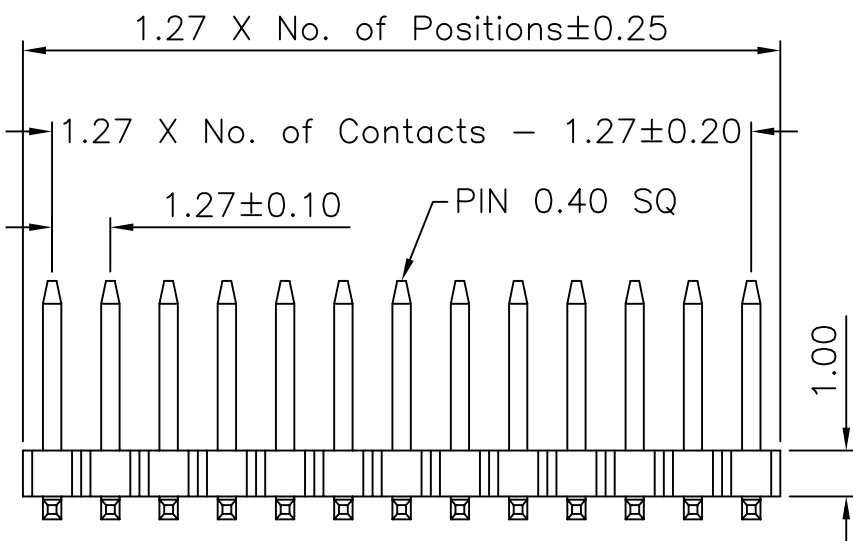 1.27 X No. of Positions±0.25
1.27 X No. of Contacts - 1.27±0.20
1.27±0.10
PIN 0.40 SQ
1.00